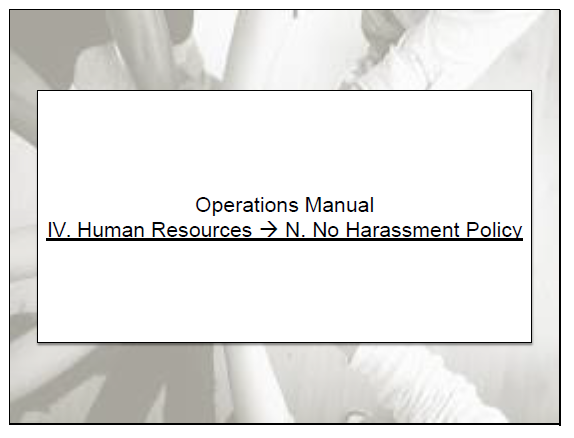 Operations Manual
IV. Human Resources → N. No Harassment Policy